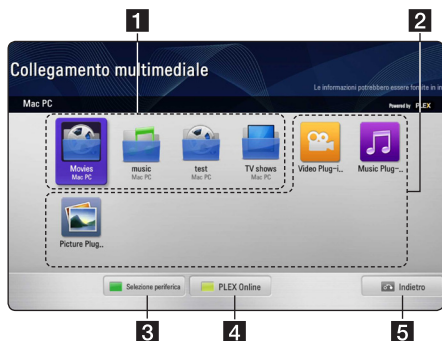 1
2
Collegamento multimediale
Le informazioni potrebbero essere fornite in in
Mac PC
Powered by PLEX
Movies
Mac PC
music
Mac PC
test
Mac PC
TV shows
Mac PC
Video Plug-i..
Music Plug-..
Picture Plug..
Selezione periferica
PLEX Online
Indietro
3
4
5